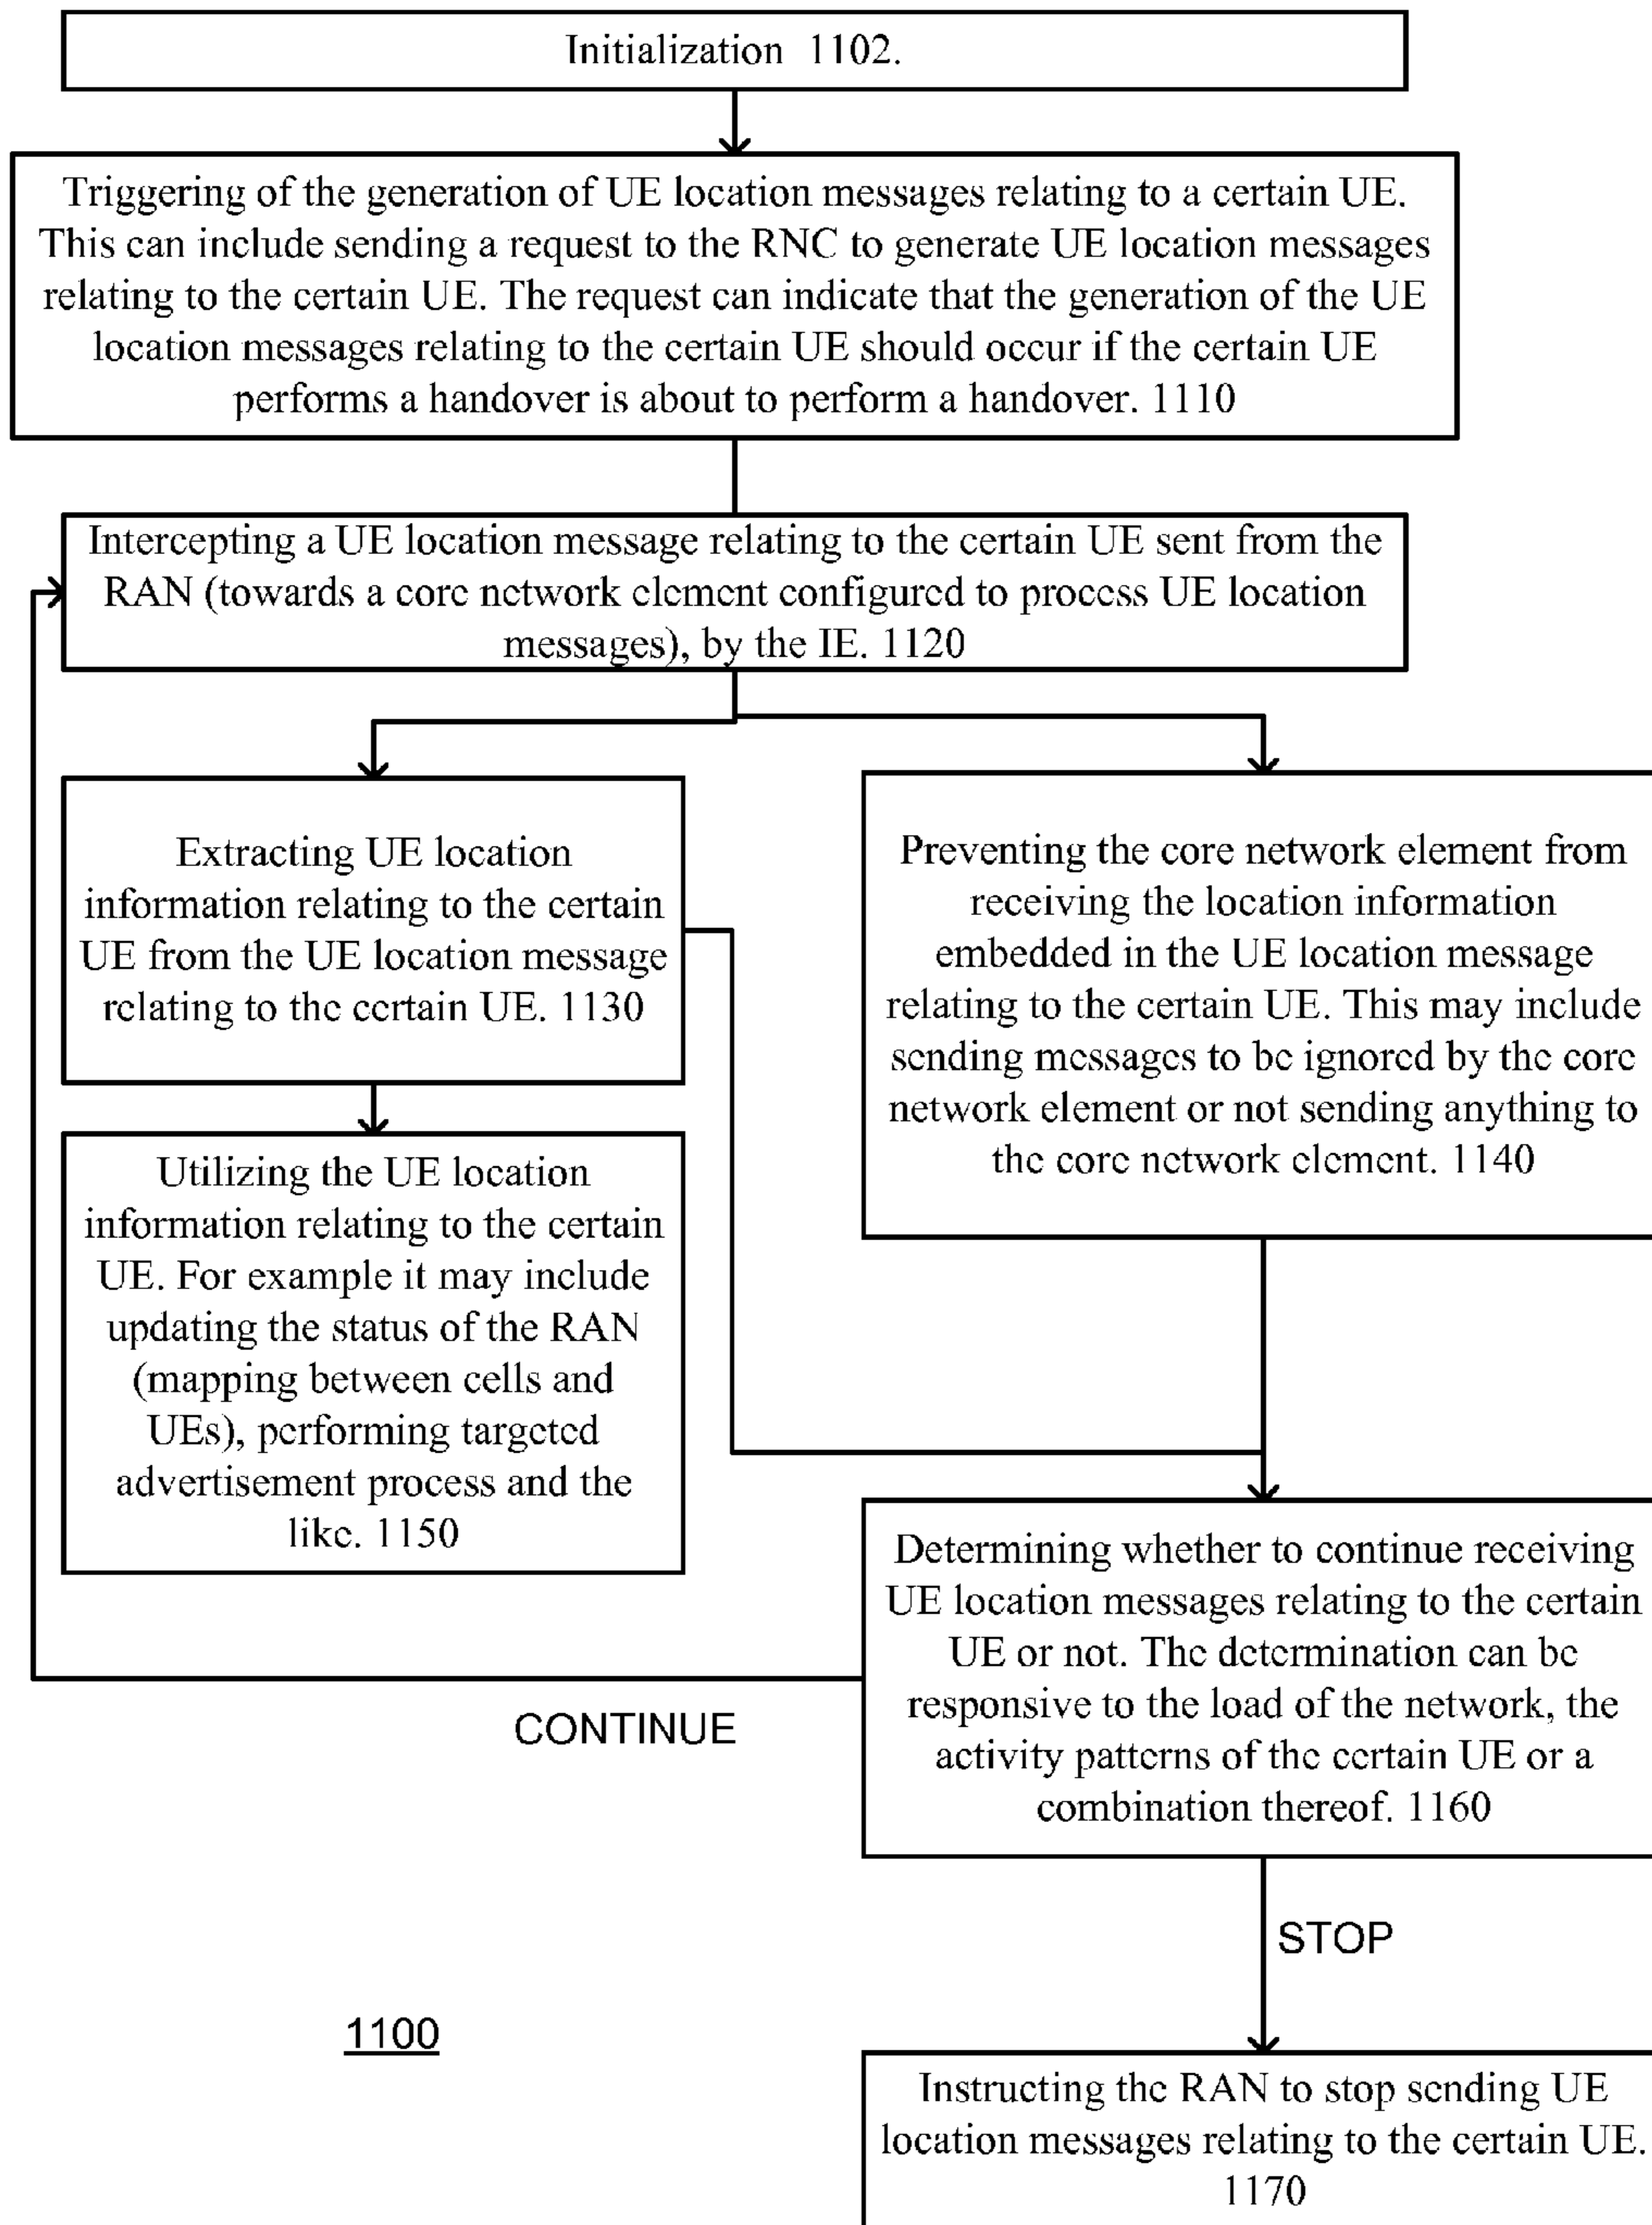 Initialization 1102.
Triggering of the generation of UE location messages relating to a certain UE.
This can include sending a request to the RNC to generate UE location messages
relating to the certain UE. The request can indicate that the generation of the UE
location messages relating to the certain UE should occur if the certain UE
performs a handover is about to perform a handover. 1110
Intercepting a UE location message relating to the certain UE sent from the
RAN (towards a core network element configured to process UE location
messages), by the IE. 1120
Extracting UE location
information relating to the certain
UE from the UE location message
relating to the certain UE. 1130
Preventing the core network element from
receiving the location information
embedded in the UE location message
relating to the certain UE. This may include
sending messages to be ignored by the core
network element or not sending anything to
the core network element. 1140
Utilizing the UE location
information relating to the certain
UE. For example it may include
updating the status of the RAN
(mapping between cells and
UEs), performing targeted
advertisement process and the
like. 1150
Determining whether to continue receiving
UE location messages relating to the certain
UE or not. The determination can be
responsive to the load of the network, the
activity patterns of the certain UE or a
combination thereof. 1160
CONTINUE
STOP
1100
Instructing the RAN to stop sending UE
location messages relating to the certain UE.
1170